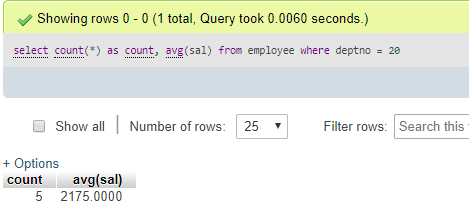 Showing rows 0 - 0 (1 total, Query took 0.0060 seconds.)
select count(*) as count, avg(sal) from employee where deptno = 20
Show all | Number of rows: 25 Filter rows: Search this
+ Options
count avg(sal)
5 2175.0000